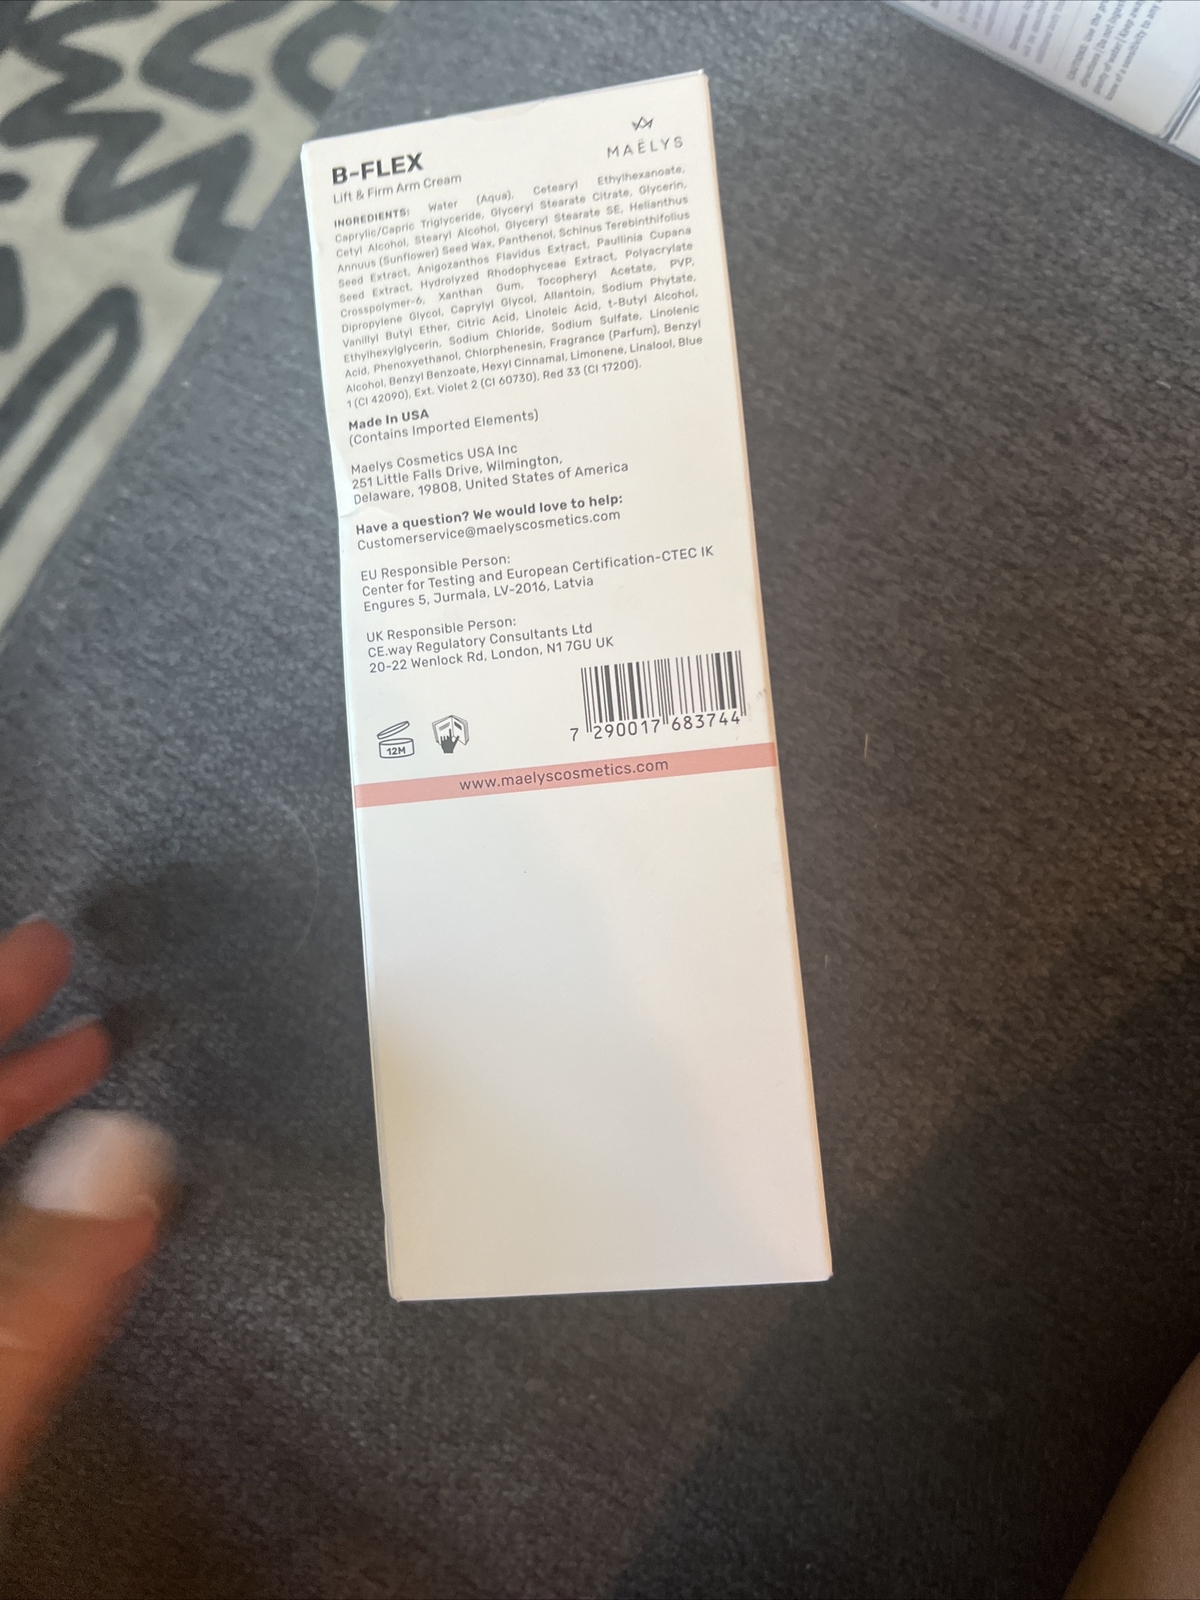 B-FLEX
Lift & Firm Arm Cream
MAËLYS
INGREDIENTS: Water (Aqua), Cetearyl Ethylhexanoate,
Caprylic/Capric Triglyceride, Glyceryl Stearate Citrate, Glycerin,
Cetyl Alcohol, Stearyl Alcohol, Glyceryl Stearate SE, Helianthus
Annuus (Sunflower) Seed Wax, Panthenol, Schinus Terebinthifolius
Seed Extract, Anigozanthos Flavidus Extract, Paullinia Cupana
Seed Extract, Hydrolyzed Rhodophyceae Extract, Polyacrylate
Crosspolymer-6, Xanthan Gum, Tocopheryl Acetate, PVP,
Dipropylene Glycol, Caprylyl Glycol, Allantoin, Sodium Phytate,
Vanillyl Butyl Ether, Citric Acid, Linoleic Acid, t-Butyl Alcohol,
Ethylhexylglycerin, Sodium Chloride, Sodium Sulfate, Linolenic
Acid, Phenoxyethanol, Chlorphenesin, Fragrance (Parfum), Benzyl
Alcohol, Benzyl Benzoate, Hexyl Cinnamal, Limonene, Linalool, Blue
1 (CI 42090), Ext. Violet 2 (CI 60730), Red 33 (CI 17200).
Made In USA
(Contains Imported Elements)
Maelys Cosmetics USA Inc
251 Little Falls Drive, Wilmington,
Delaware, 19808, United States of America
Have a question? We would love to help:
Customerservice@maelyscosmetics.com
EU Responsible Person:
Center for Testing and European Certification-CTEC IK
Engures 5, Jurmala, LV-2016, Latvia
UK Responsible Person:
CE.way Regulatory Consultants Ltd
20-22 Wenlock Rd, London, N1 7GU UK
12M
7 290017 683744
www.maelyscosmetics.com